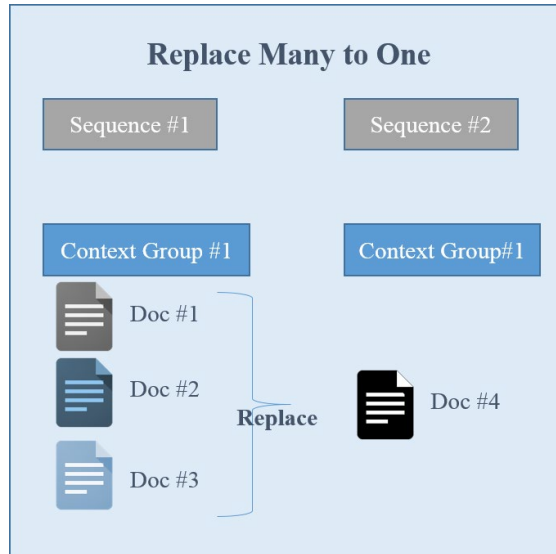 Replace Many to One
Sequence #1
Sequence #2
Context Group #1
Context Group#1
Doc #1
Doc #2
Replace
Doc #4
Doc #3